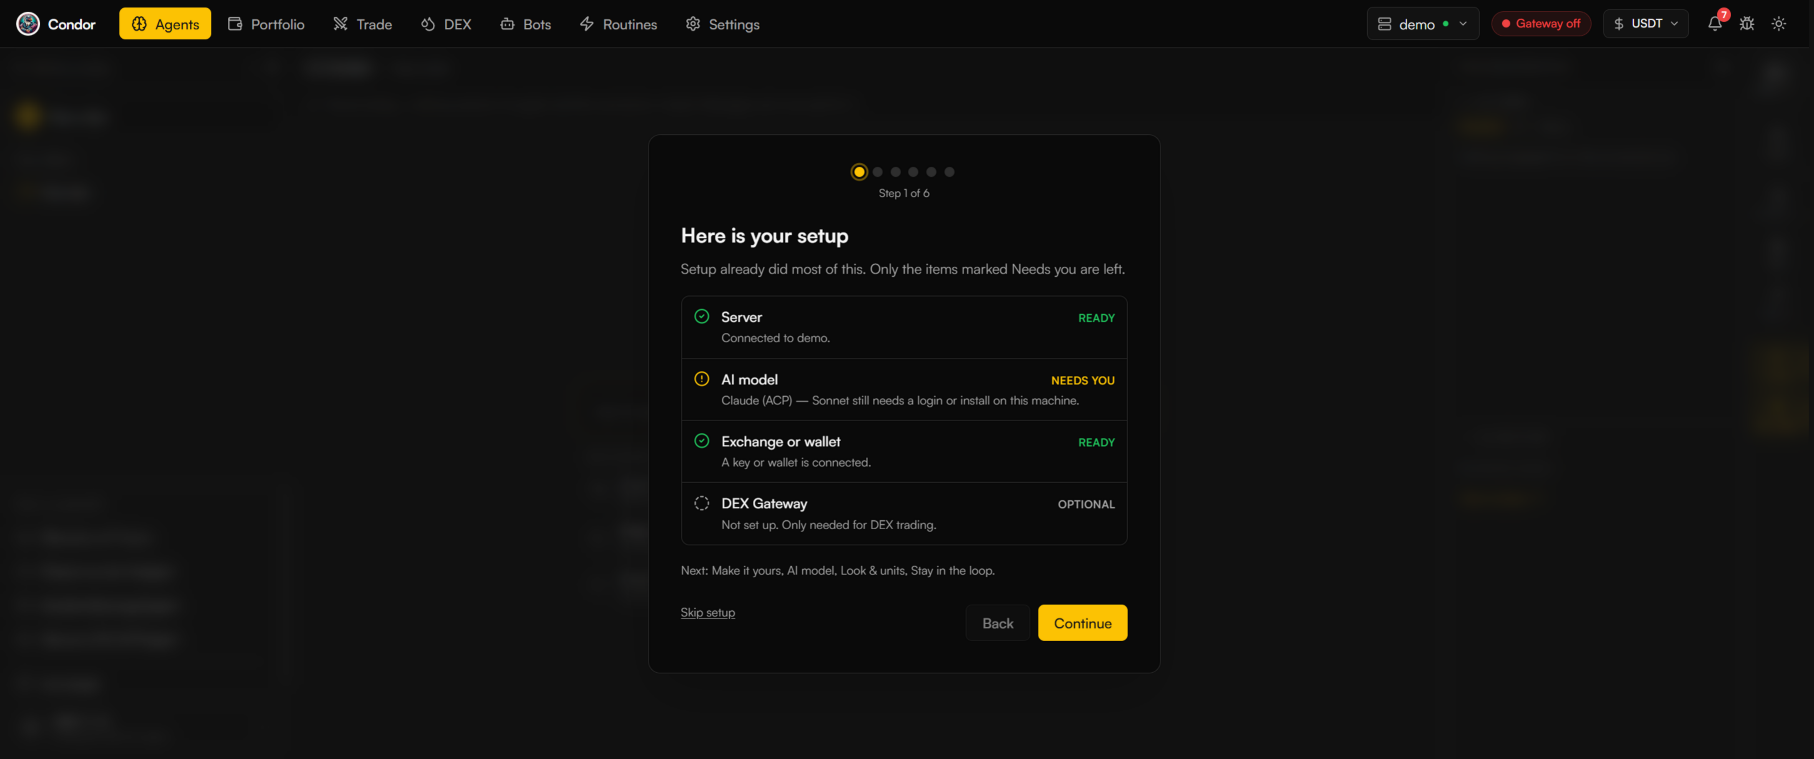 Condor
Agents
Portfolio
Trade
DEX
Bots
Routines
Settings
demo
Gateway off
$ USDT
7
Step 1 of 6
Here is your setup
Setup already did most of this. Only the items marked Needs you are left.
Server
READY
Connected to demo.
AI model
NEEDS YOU
Claude (ACP) — Sonnet still needs a login or install on this machine.
Exchange or wallet
READY
A key or wallet is connected.
DEX Gateway
OPTIONAL
Not set up. Only needed for DEX trading.
Next: Make it yours, AI model, Look & units, Stay in the loop.
Skip setup
Back
Continue